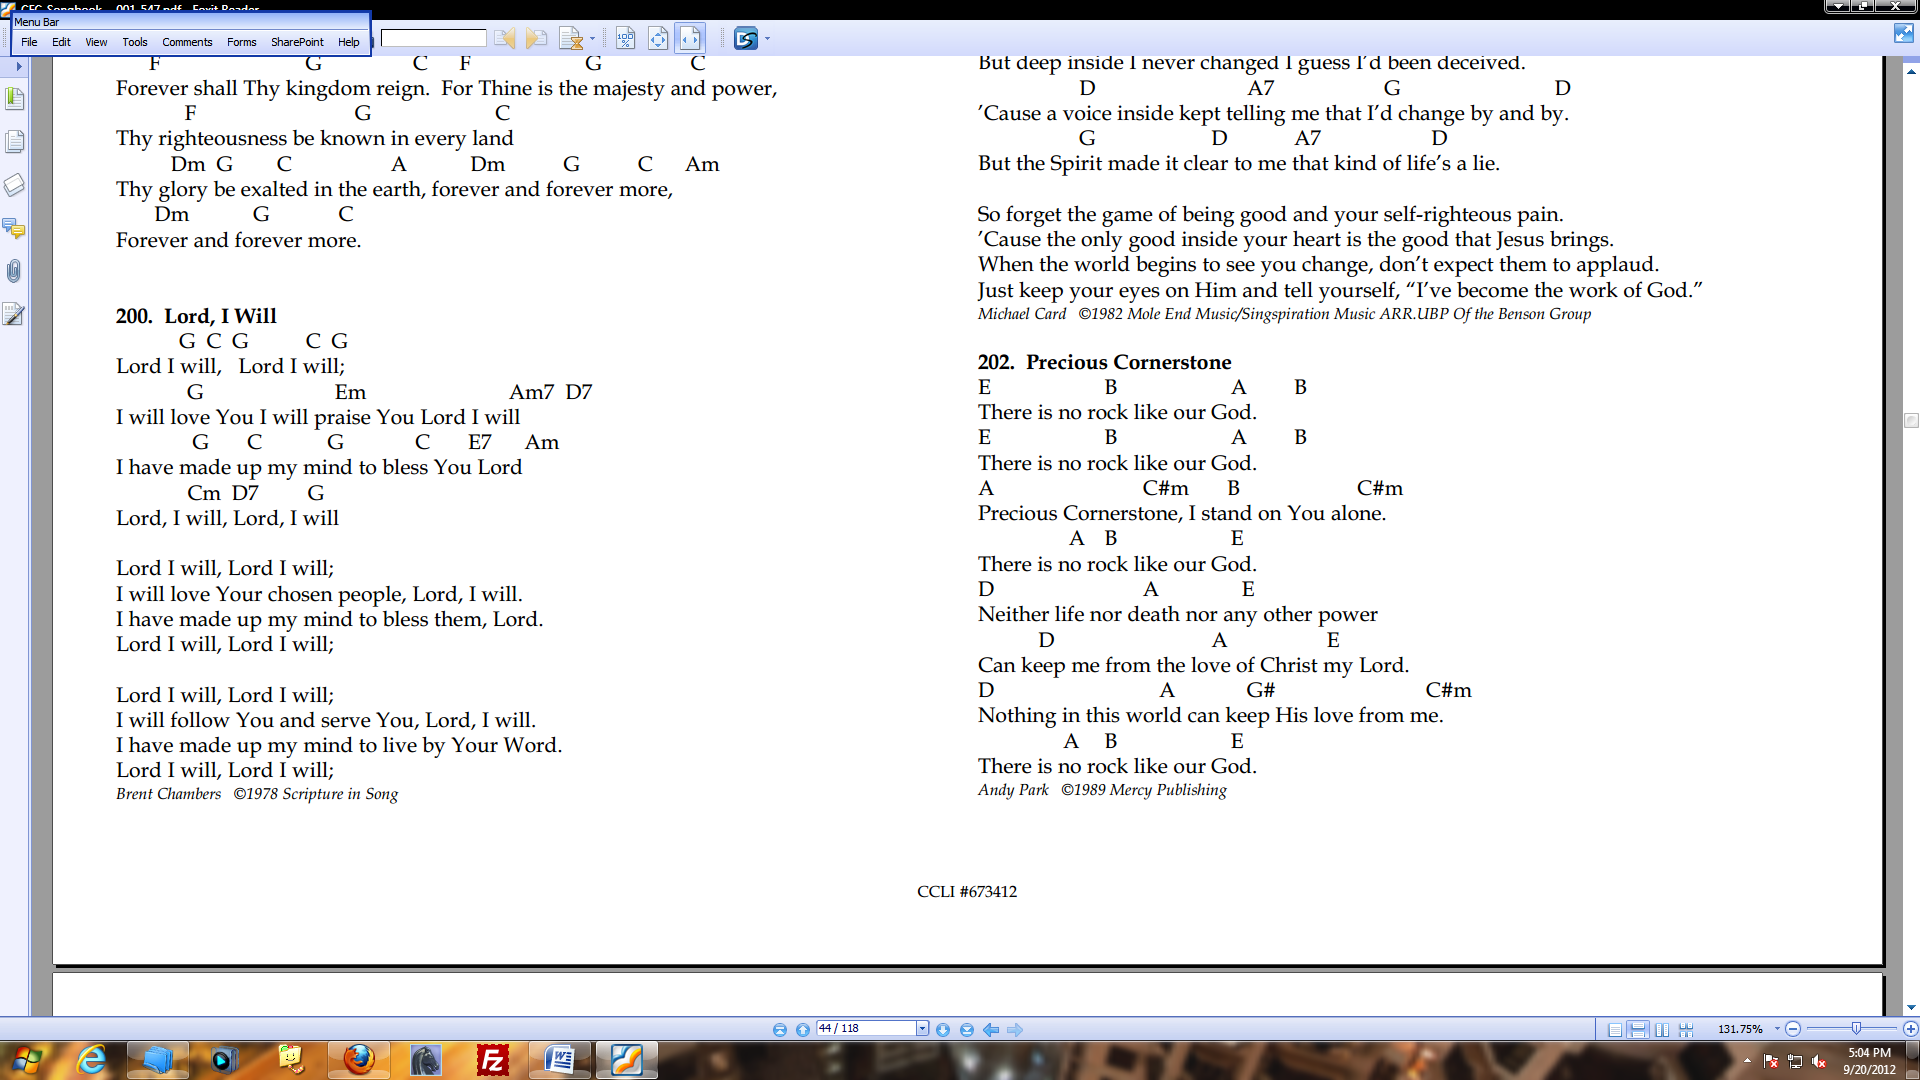 CFC Songbook - 001-547.pdf - Foxit Reader
Menu Bar
File Edit View Tools Comments Forms SharePoint Help
F G C F G C
Forever shall Thy kingdom reign. For Thine is the majesty and power,
F G C
Thy righteousness be known in every land
Dm G C A Dm G C Am
Thy glory be exalted in the earth, forever and forever more,
Dm G C
Forever and forever more.
200. Lord, I Will
G C G C G
Lord I will, Lord I will;
G Em Am7 D7
I will love You I will praise You Lord I will
G C G C E7 Am
I have made up my mind to bless You Lord
Cm D7 G
Lord, I will, Lord, I will
Lord I will, Lord I will;
I will love Your chosen people, Lord, I will.
I have made up my mind to bless them, Lord.
Lord I will, Lord I will;
Lord I will, Lord I will;
I will follow You and serve You, Lord, I will.
I have made up my mind to live by Your Word.
Lord I will, Lord I will;
Brent Chambers ©1978 Scripture in Song
But deep inside I never changed I guess I’d been deceived.
D A7 G D
’Cause a voice inside kept telling me that I’d change by and by.
G D A7 D
But the Spirit made it clear to me that kind of life’s a lie.
So forget the game of being good and your self-righteous pain.
’Cause the only good inside your heart is the good that Jesus brings.
When the world begins to see you change, don’t expect them to applaud.
Just keep your eyes on Him and tell yourself, “I’ve become the work of God.”
Michael Card ©1982 Mole End Music/Singspiration Music ARR.UBP Of the Benson Group
202. Precious Cornerstone
E B A B
There is no rock like our God.
E B A B
There is no rock like our God.
A C#m B C#m
Precious Cornerstone, I stand on You alone.
A B E
There is no rock like our God.
D A E
Neither life nor death nor any other power
D A E
Can keep me from the love of Christ my Lord.
D A G# C#m
Nothing in this world can keep His love from me.
A B E
There is no rock like our God.
Andy Park ©1989 Mercy Publishing
CCLI #673412
44 / 118
131.75%
5:04 PM
9/20/2012